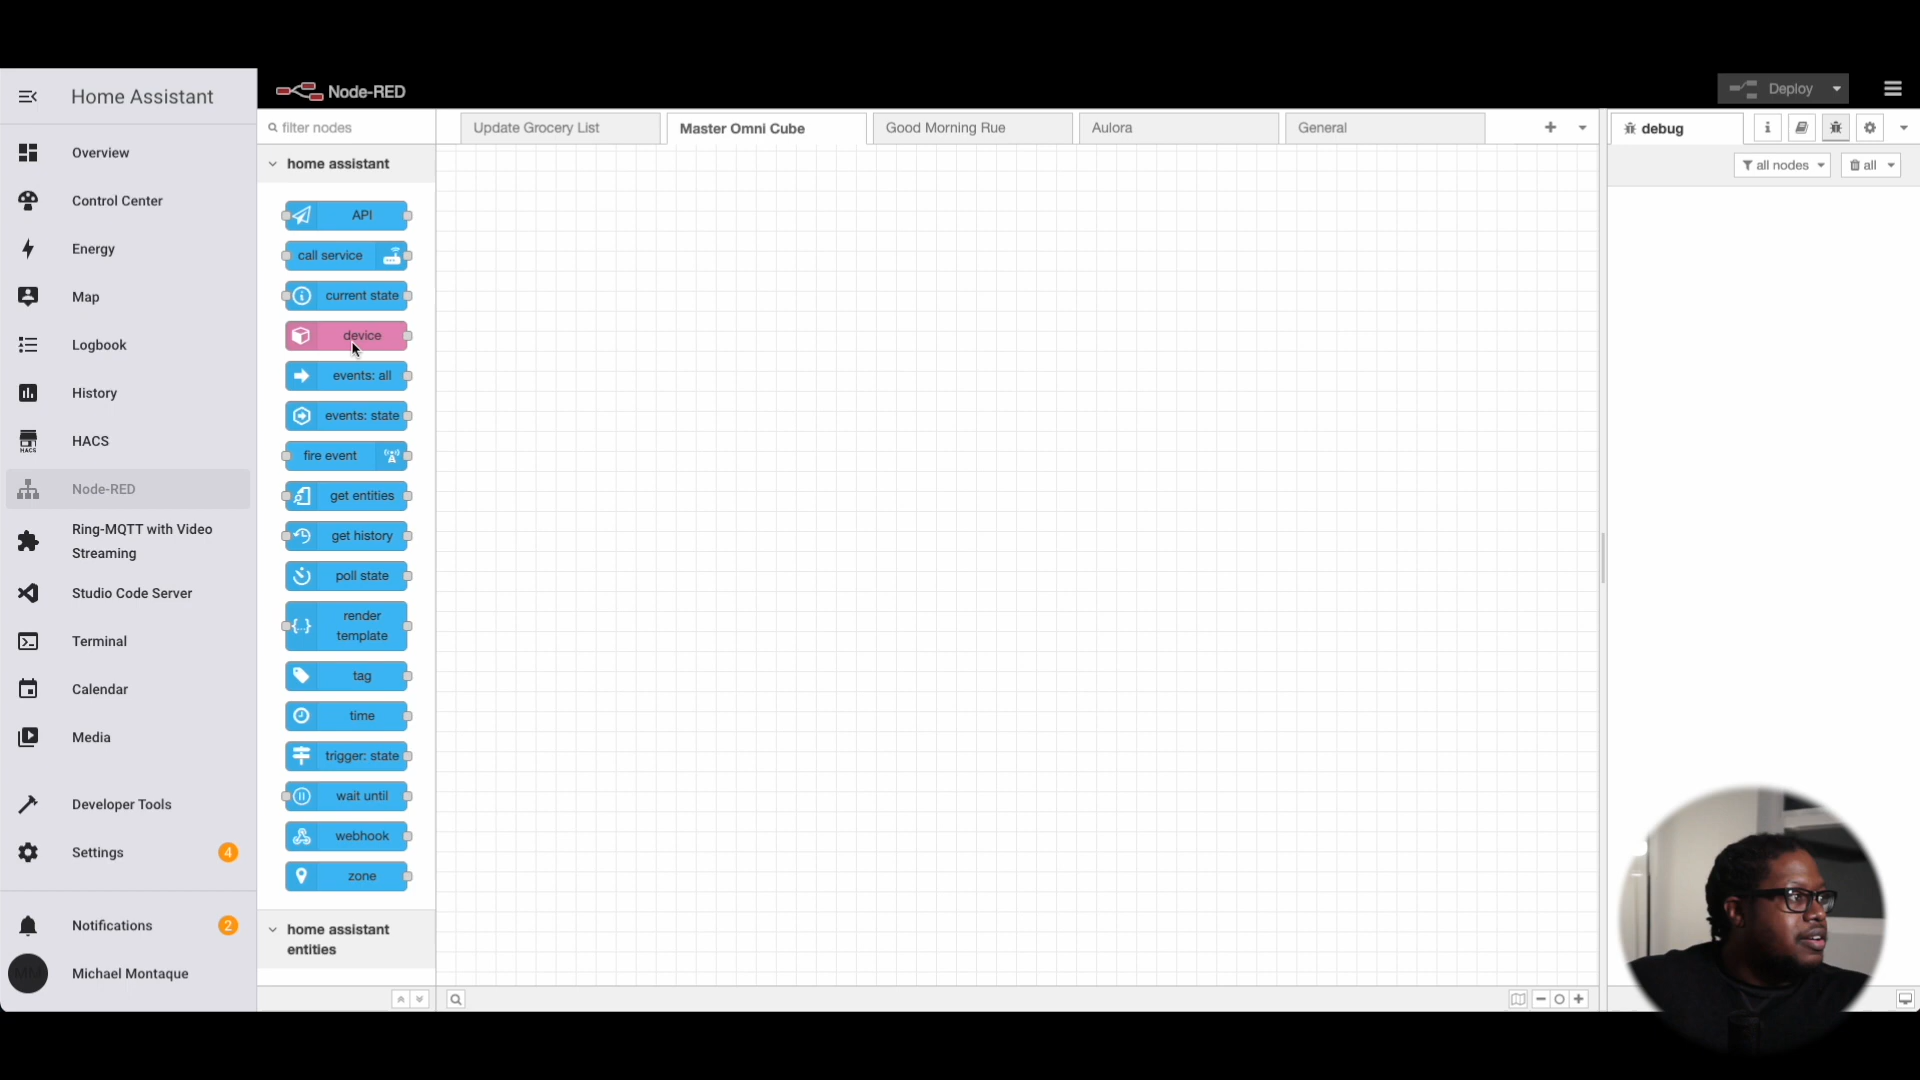 Home Assistant
Overview
Control Center
Energy
Map
Logbook
History
HACS
HACS
Node-RED
Ring-MQTT with Video
Streaming
Studio Code Server
Terminal
Calendar
Media
Developer Tools
Settings
4
Notifications
2
Michael Montaque
Node-RED
Deploy
filter nodes
home assistant
API
call service
current state
device
events: all
events: state
fire event
get entities
get history
poll state
render
template
tag
time
trigger: state
wait until
webhook
zone
home assistant
entities
Update Grocery List
Master Omni Cube
Good Morning Rue
Aulora
General
debug
all nodes
all